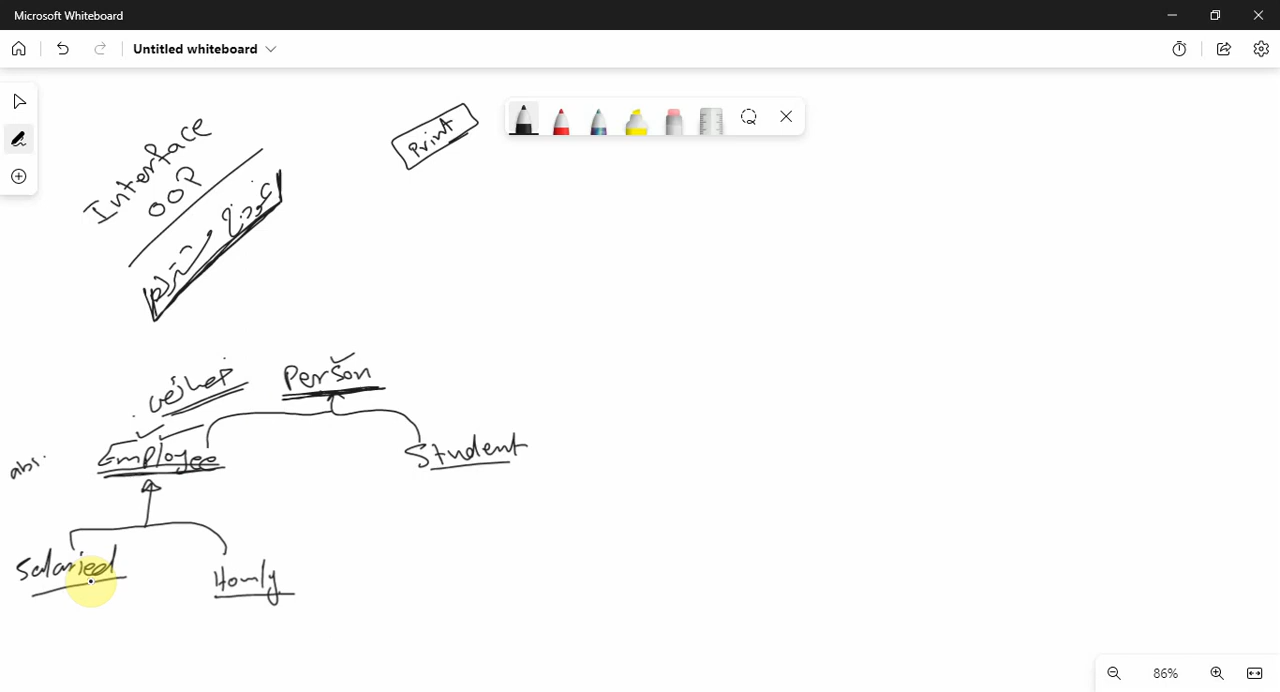 Microsoft Whiteboard
Untitled whiteboard
Interface
OOP
Print
Person
Employee
Student
abs.
Salaried
Hourly
86%